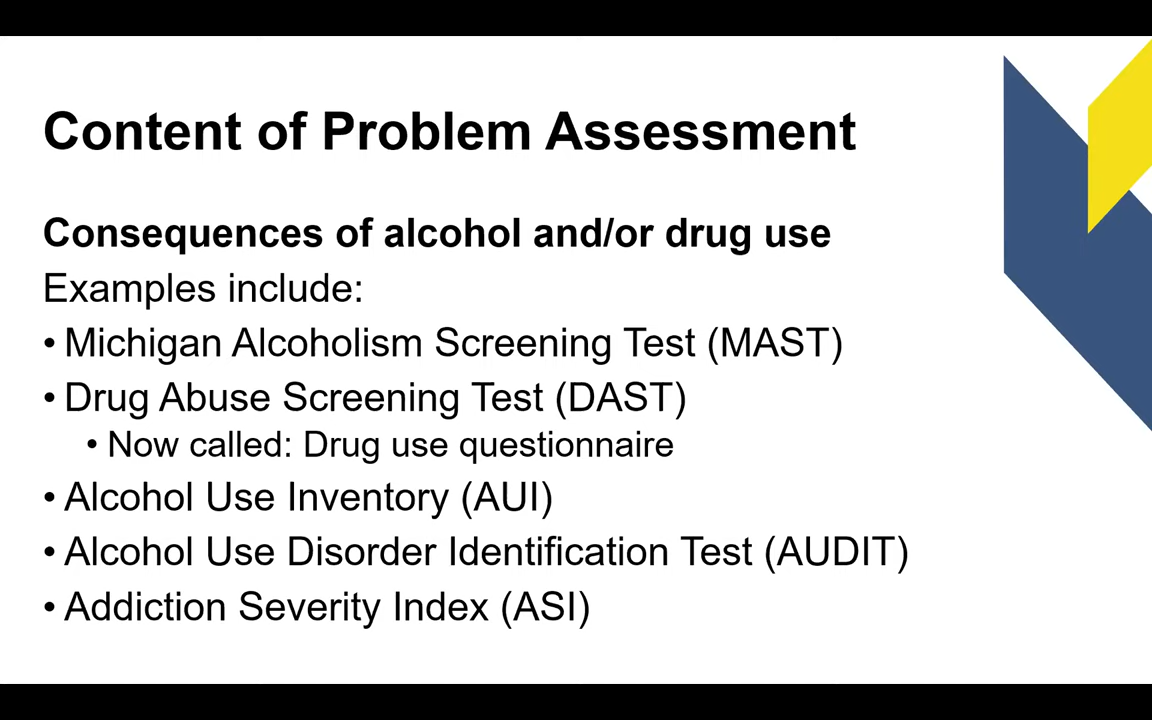 Content of Problem Assessment
Consequences of alcohol and/or drug use
Examples include:
• Michigan Alcoholism Screening Test (MAST)
• Drug Abuse Screening Test (DAST)
• Now called: Drug use questionnaire
• Alcohol Use Inventory (AUI)
• Alcohol Use Disorder Identification Test (AUDIT)
• Addiction Severity Index (ASI)